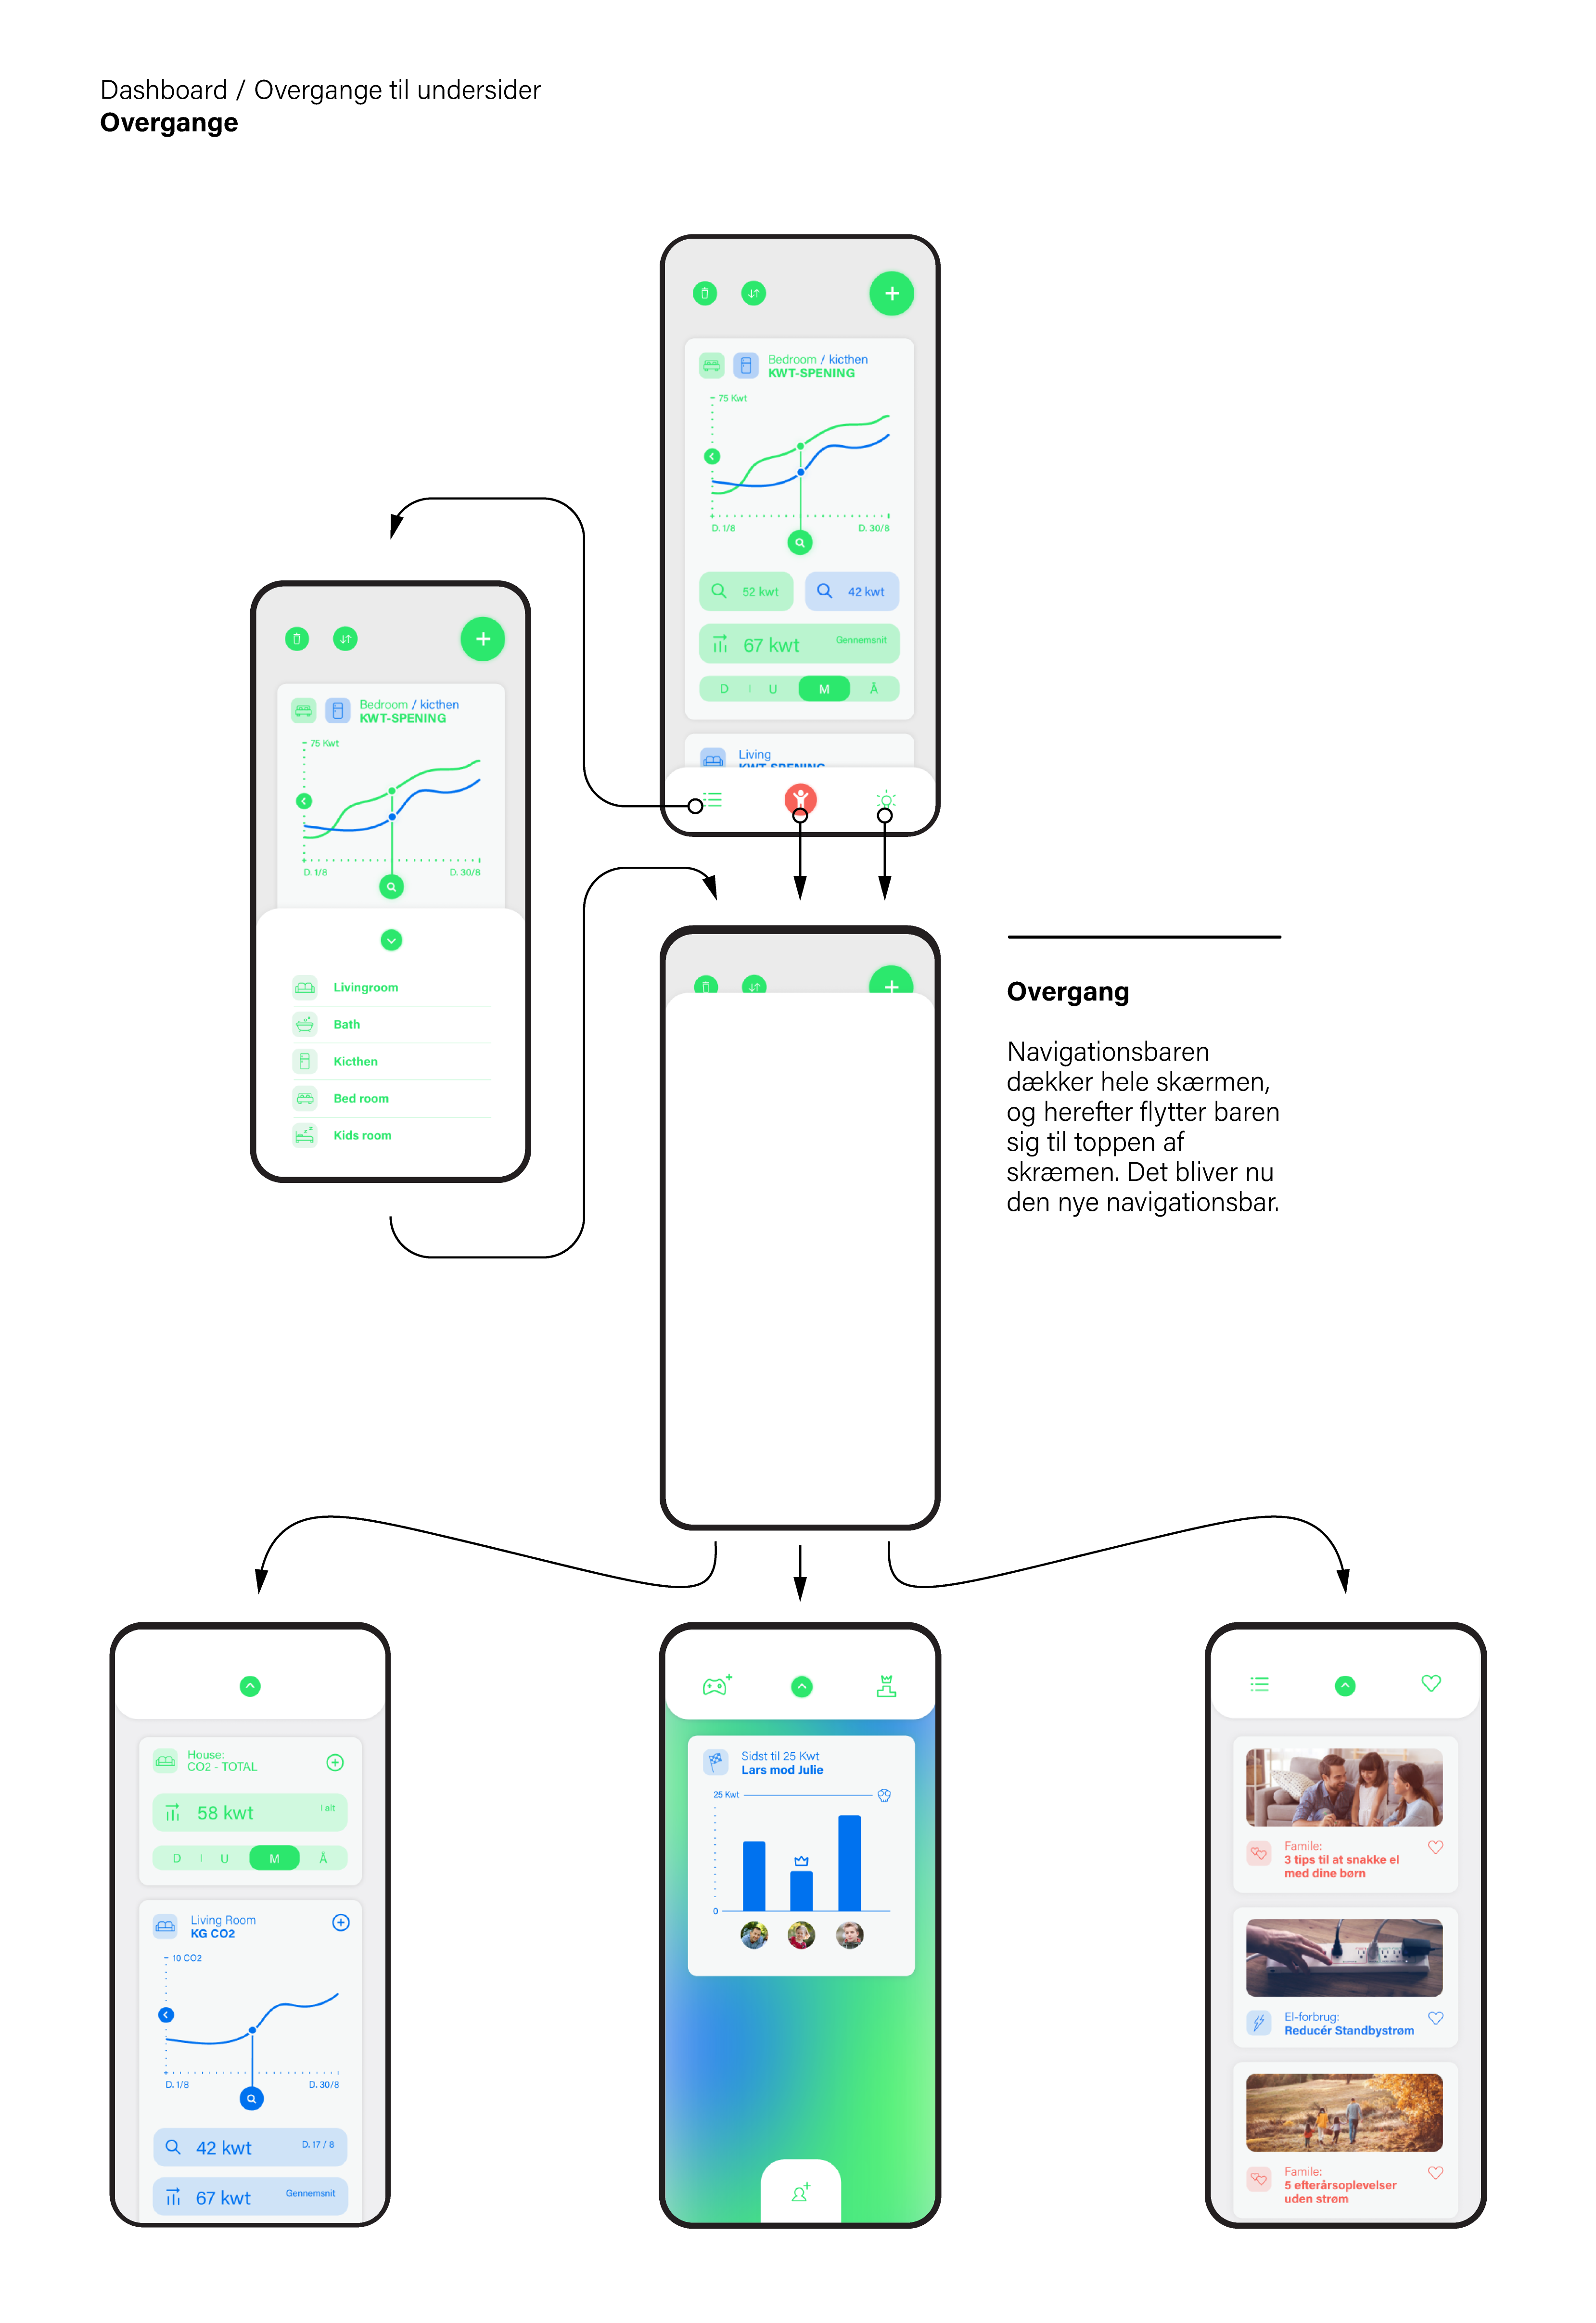 Dashboard / Overgange til undersider
Overgange
Bedroom / kicthen
KWT-SPENING
75 Kwt
D. 1/8
D. 30/8
52 kwt
42 kwt
67 kwt
Gennemsnit
D
U
M
Å
Living
KWT-SPENING
Bedroom / kicthen
KWT-SPENING
75 Kwt
D. 1/8
D. 30/8
Livingroom
Bath
Kicthen
Bed room
Kids room
Overgang
Navigationsbaren
dækker hele skærmen,
og herefter flytter baren
sig til toppen af
skræmen. Det bliver nu
den nye navigationsbar.
House:
CO2 - TOTAL
58 kwt
I alt
D
U
M
Å
Living Room
KG CO2
10 CO2
D. 1/8
D. 30/8
42 kwt
D. 17 / 8
67 kwt
Gennemsnit
Sidst til 25 Kwt
Lars mod Julie
25 Kwt
0
Famile:
3 tips til at snakke el
med dine børn
El-forbrug:
Reducér Standbystrøm
Famile:
5 efterårsoplevelser
uden strøm